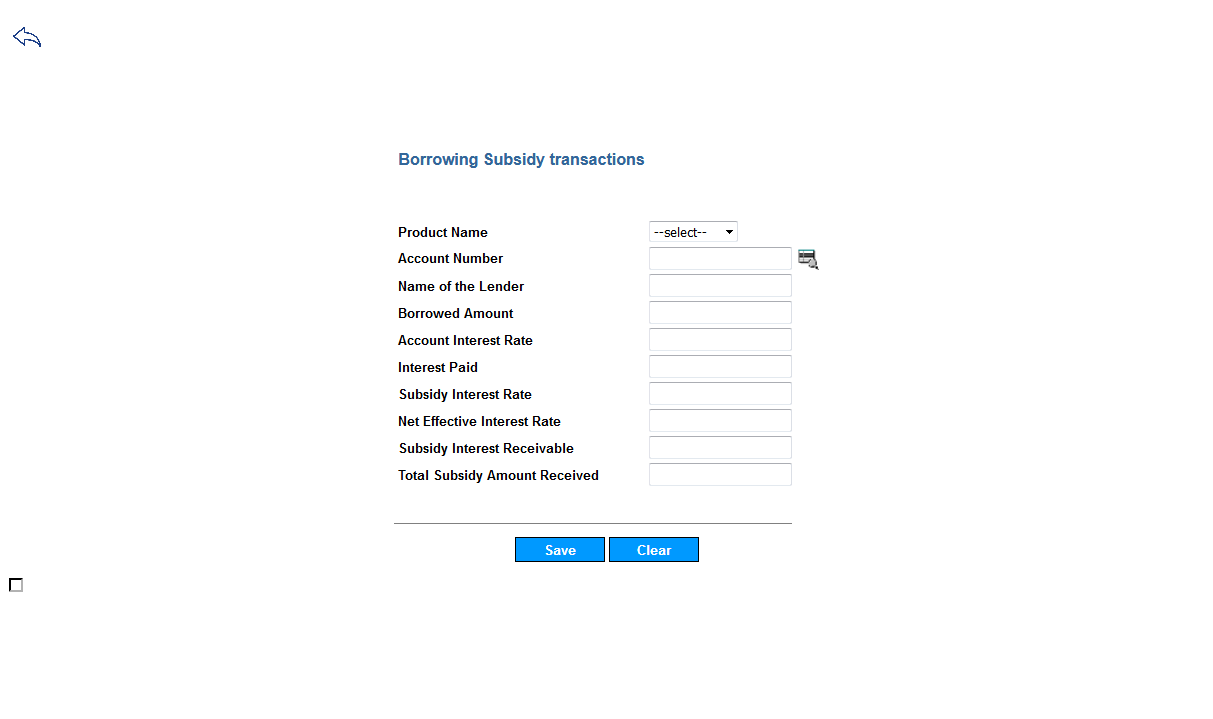 Borrowing Subsidy transactions
Product Name --select--
Account Number
Name of the Lender
Borrowed Amount
Account Interest Rate
Interest Paid
Subsidy Interest Rate
Net Effective Interest Rate
Subsidy Interest Receivable
Total Subsidy Amount Received
Save Clear